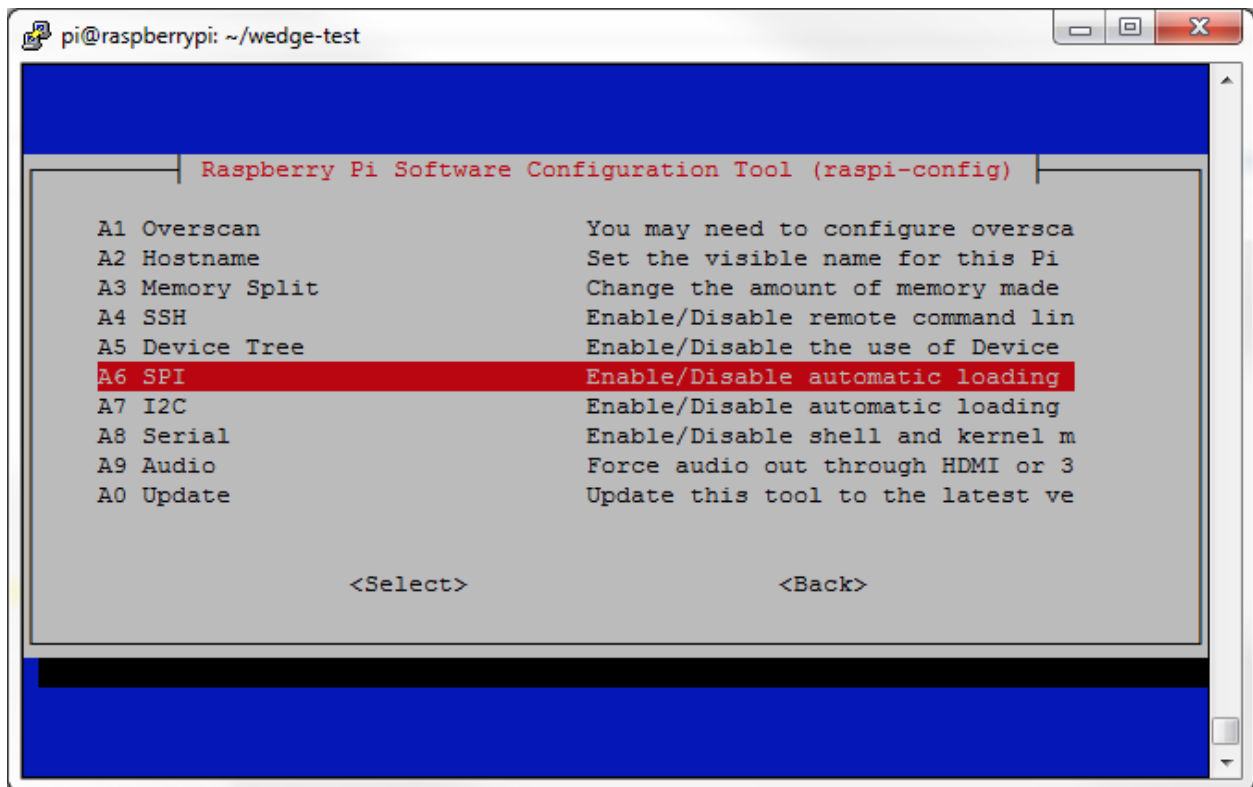 pi@raspberrypi: ~/wedge-test
Raspberry Pi Software Configuration Tool (raspi-config)
A1 Overscan You may need to configure oversca
A2 Hostname Set the visible name for this Pi
A3 Memory Split Change the amount of memory made
A4 SSH Enable/Disable remote command lin
A5 Device Tree Enable/Disable the use of Device
A6 SPI Enable/Disable automatic loading
A7 I2C Enable/Disable automatic loading
A8 Serial Enable/Disable shell and kernel m
A9 Audio Force audio out through HDMI or 3
A0 Update Update this tool to the latest ve
<Select> <Back>